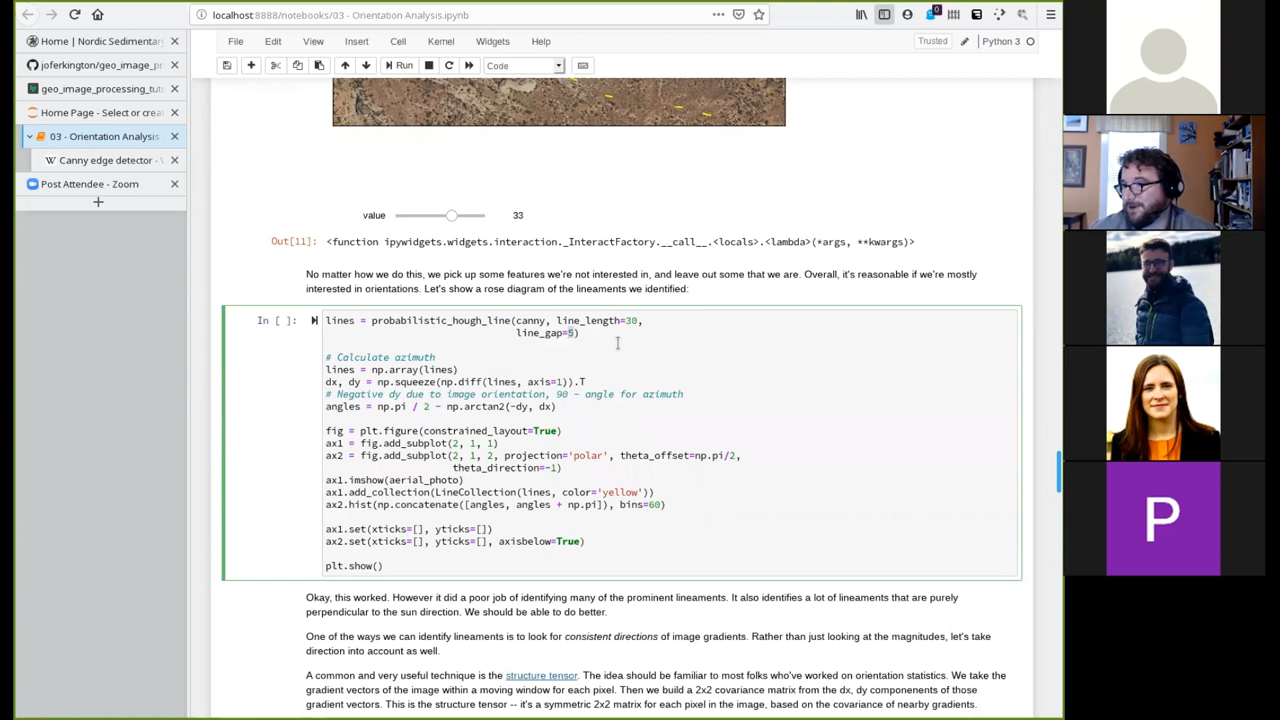 localhost:8888/notebooks/03 - Orientation Analysis.ipynb
0
Home | Nordic Sedimentary
joferkington/geo_image_pr
geo_image_processing_tut
Home Page - Select or crea
03 - Orientation Analysis
Canny edge detector -
Post Attendee - Zoom
File Edit View Insert Cell Kernel Widgets Help
Trusted
Python 3
Run
Code
value
33
Out[11]:
<function ipywidgets.widgets.interaction._InteractFactory.__call__.<locals>.<lambda>(*args, **kwargs)>
No matter how we do this, we pick up some features we're not interested in, and leave out some that we are. Overall, it's reasonable if we're mostly
interested in orientations. Let's show a rose diagram of the lineaments we identified:
In [ ]:
lines = probabilistic_hough_line(canny, line_length=30,
line_gap=5)
# Calculate azimuth
lines = np.array(lines)
dx, dy = np.squeeze(np.diff(lines, axis=1)).T
# Negative dy due to image orientation, 90 - angle for azimuth
angles = np.pi / 2 - np.arctan2(-dy, dx)
fig = plt.figure(constrained_layout=True)
ax1 = fig.add_subplot(2, 1, 1)
ax2 = fig.add_subplot(2, 1, 2, projection='polar', theta_offset=np.pi/2,
theta_direction=-1)
ax1.imshow(aerial_photo)
ax1.add_collection(LineCollection(lines, color='yellow'))
ax2.hist(np.concatenate([angles, angles + np.pi]), bins=60)
ax1.set(xticks=[], yticks=[])
ax2.set(xticks=[], yticks=[], axisbelow=True)
plt.show()
Okay, this worked. However it did a poor job of identifying many of the prominent lineaments. It also identifies a lot of lineaments that are purely
perpendicular to the sun direction. We should be able to do better.
One of the ways we can identify lineaments is to look for consistent directions of image gradients. Rather than just looking at the magnitudes, let's take
direction into account as well.
A common and very useful technique is the structure tensor. The idea should be familiar to most folks who've worked on orientation statistics. We take the
gradient vectors of the image within a moving window for each pixel. Then we build a 2x2 covariance matrix from the dx, dy componenents of those
gradient vectors. This is the structure tensor -- it's a symmetric 2x2 matrix for each pixel in the image, based on the covariance of nearby gradients.
P